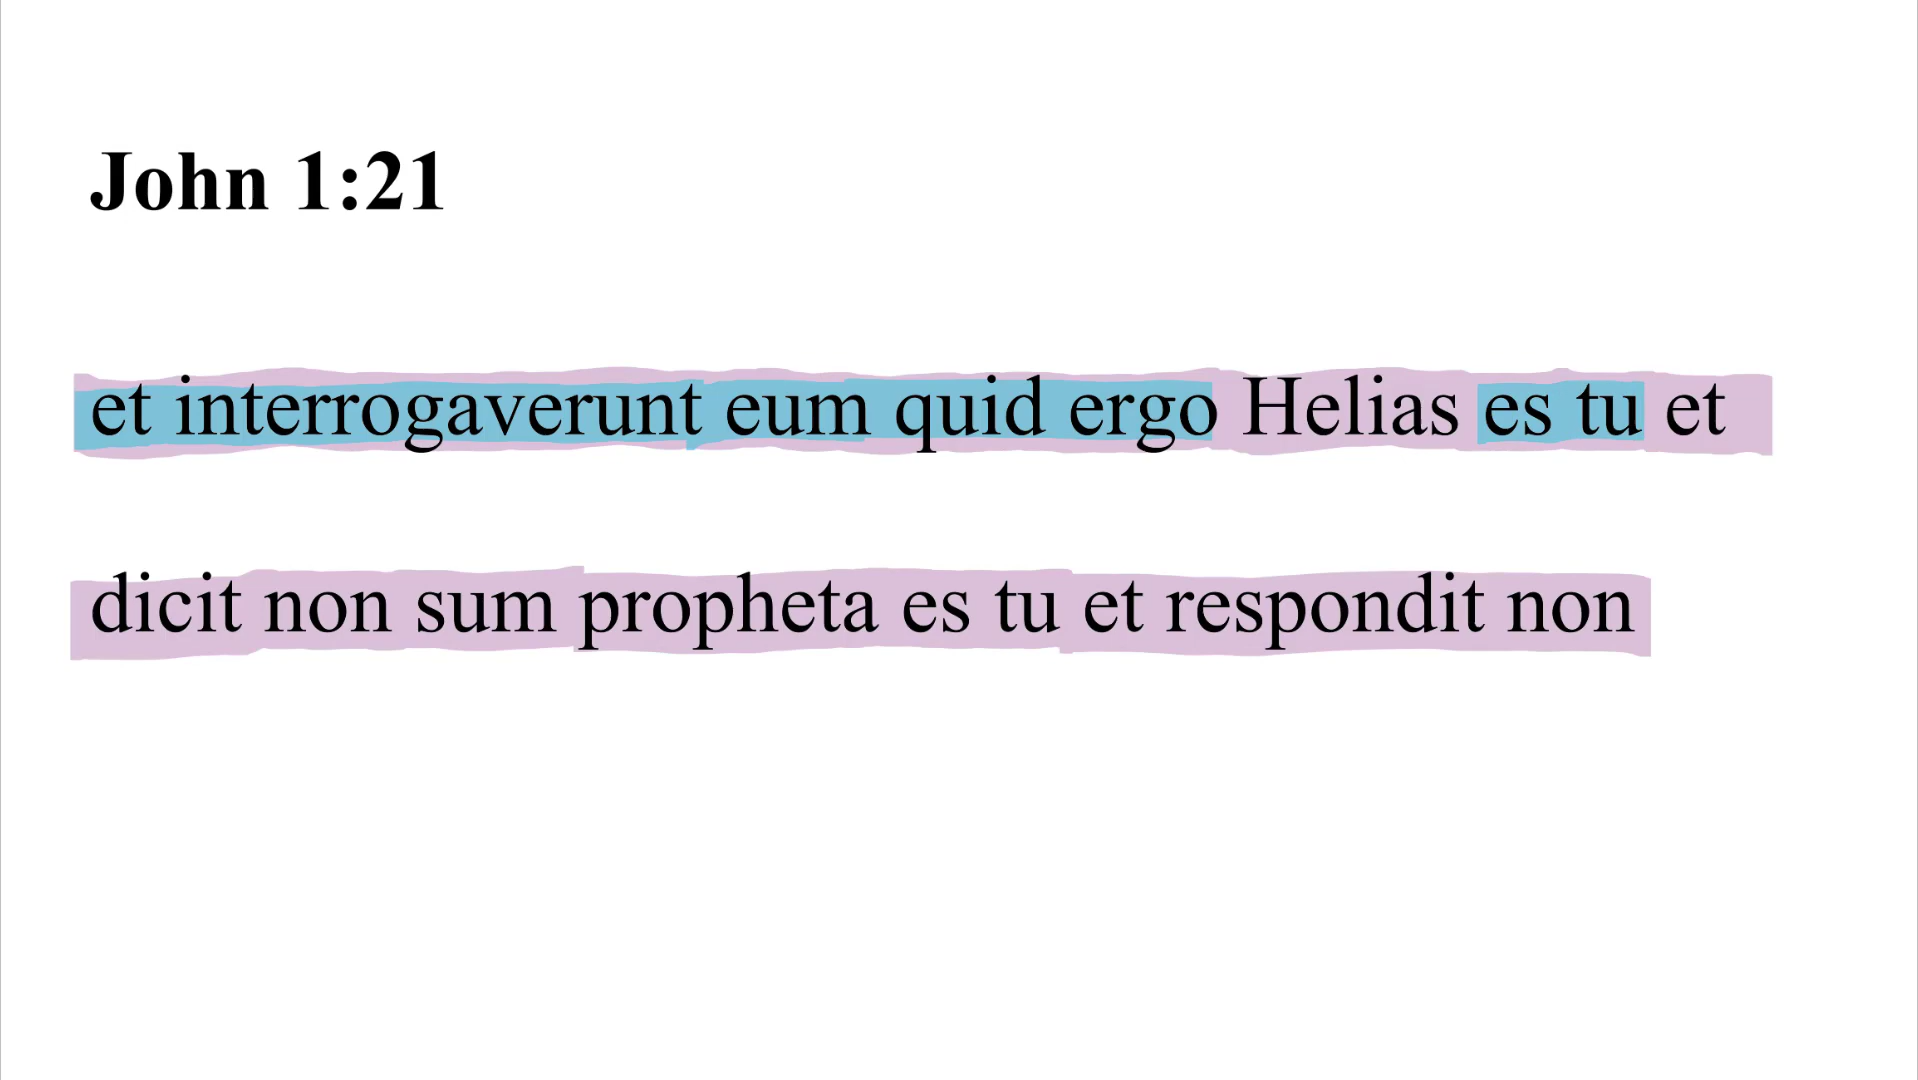 John 1:21
et interrogaverunt eum quid ergo Helias es tu et
dicit non sum propheta es tu et respondit non